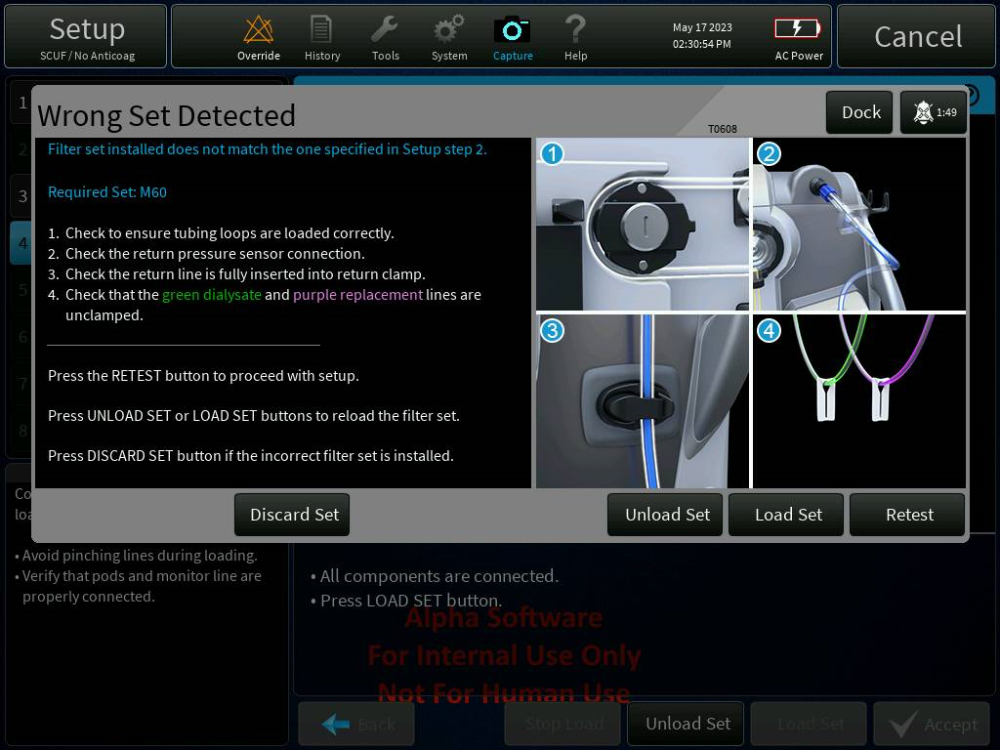 Setup
SCUF / No Anticoag
Override
History
Tools
System
Capture
Help
May 17 2023
02:30:54 PM
AC Power
Cancel
Wrong Set Detected
T0608
Dock
1:49
Filter set installed does not match the one specified in Setup step 2.
Required Set: M60
1. Check to ensure tubing loops are loaded correctly.
2. Check the return pressure sensor connection.
3. Check the return line is fully inserted into return clamp.
4. Check that the green dialysate and purple replacement lines are
unclamped.
Press the RETEST button to proceed with setup.
Press UNLOAD SET or LOAD SET buttons to reload the filter set.
Press DISCARD SET button if the incorrect filter set is installed.
1
2
3
4
Discard Set
Unload Set
Load Set
Retest
1
2
3
4
5
6
7
8
• Avoid pinching lines during loading.
• Verify that pods and monitor line are
properly connected.
• All components are connected.
• Press LOAD SET button.
Alpha Software
For Internal Use Only
Not For Human Use
Back
Stop Load
Unload Set
Load Set
Accept